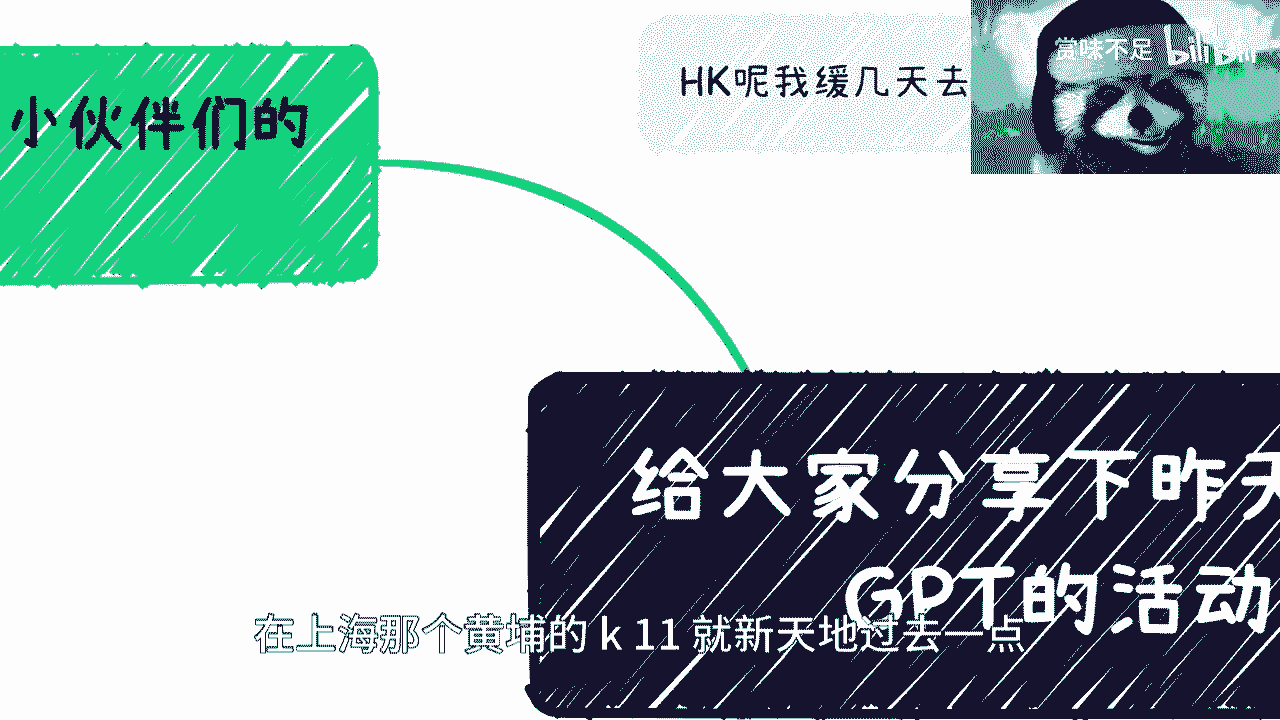 小伙伴们的
HK呢我缓几天去
赏味不足 bilibili
给大家分享下昨天
GPT的活动
在上海那个黄埔的 k 11 就新天地过去一点